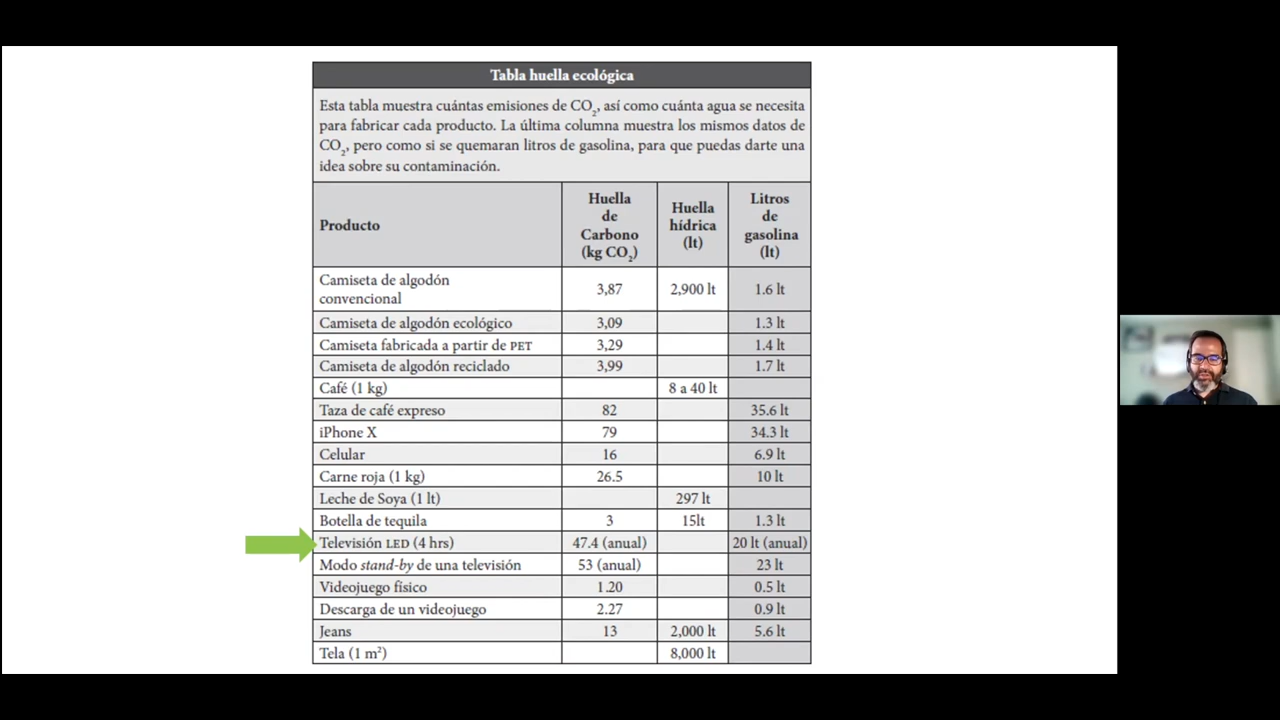 Tabla huella ecológica
Esta tabla muestra cuántas emisiones de CO₂, así como cuánta agua se necesita
para fabricar cada producto. La última columna muestra los mismos datos de
CO₂, pero como si se quemaran litros de gasolina, para que puedas darte una
idea sobre su contaminación.
Producto Huella de Carbono (kg CO₂) Huella hídrica (lt) Litros de gasolina (lt)
Camiseta de algodón convencional 3,87 2,900 lt 1.6 lt
Camiseta de algodón ecológico 3,09 1.3 lt
Camiseta fabricada a partir de PET 3,29 1.4 lt
Camiseta de algodón reciclado 3,99 1.7 lt
Café (1 kg) 8 a 40 lt
Taza de café expreso 82 35.6 lt
iPhone X 79 34.3 lt
Celular 16 6.9 lt
Carne roja (1 kg) 26.5 10 lt
Leche de Soya (1 lt) 297 lt
Botella de tequila 3 15lt 1.3 lt
Televisión LED (4 hrs) 47.4 (anual) 20 lt (anual)
Modo stand-by de una televisión 53 (anual) 23 lt
Videojuego físico 1.20 0.5 lt
Descarga de un videojuego 2.27 0.9 lt
Jeans 13 2,000 lt 5.6 lt
Tela (1 m²) 8,000 lt